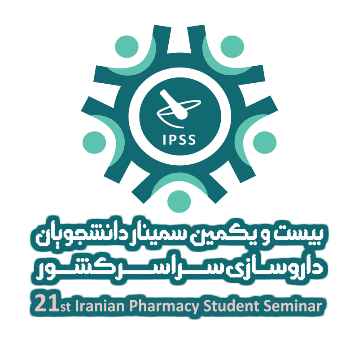 IPSS
بیست و یکمین سمینار دانشجویان
داروسازی سراسر کشور
21st Iranian Pharmacy Student Seminar